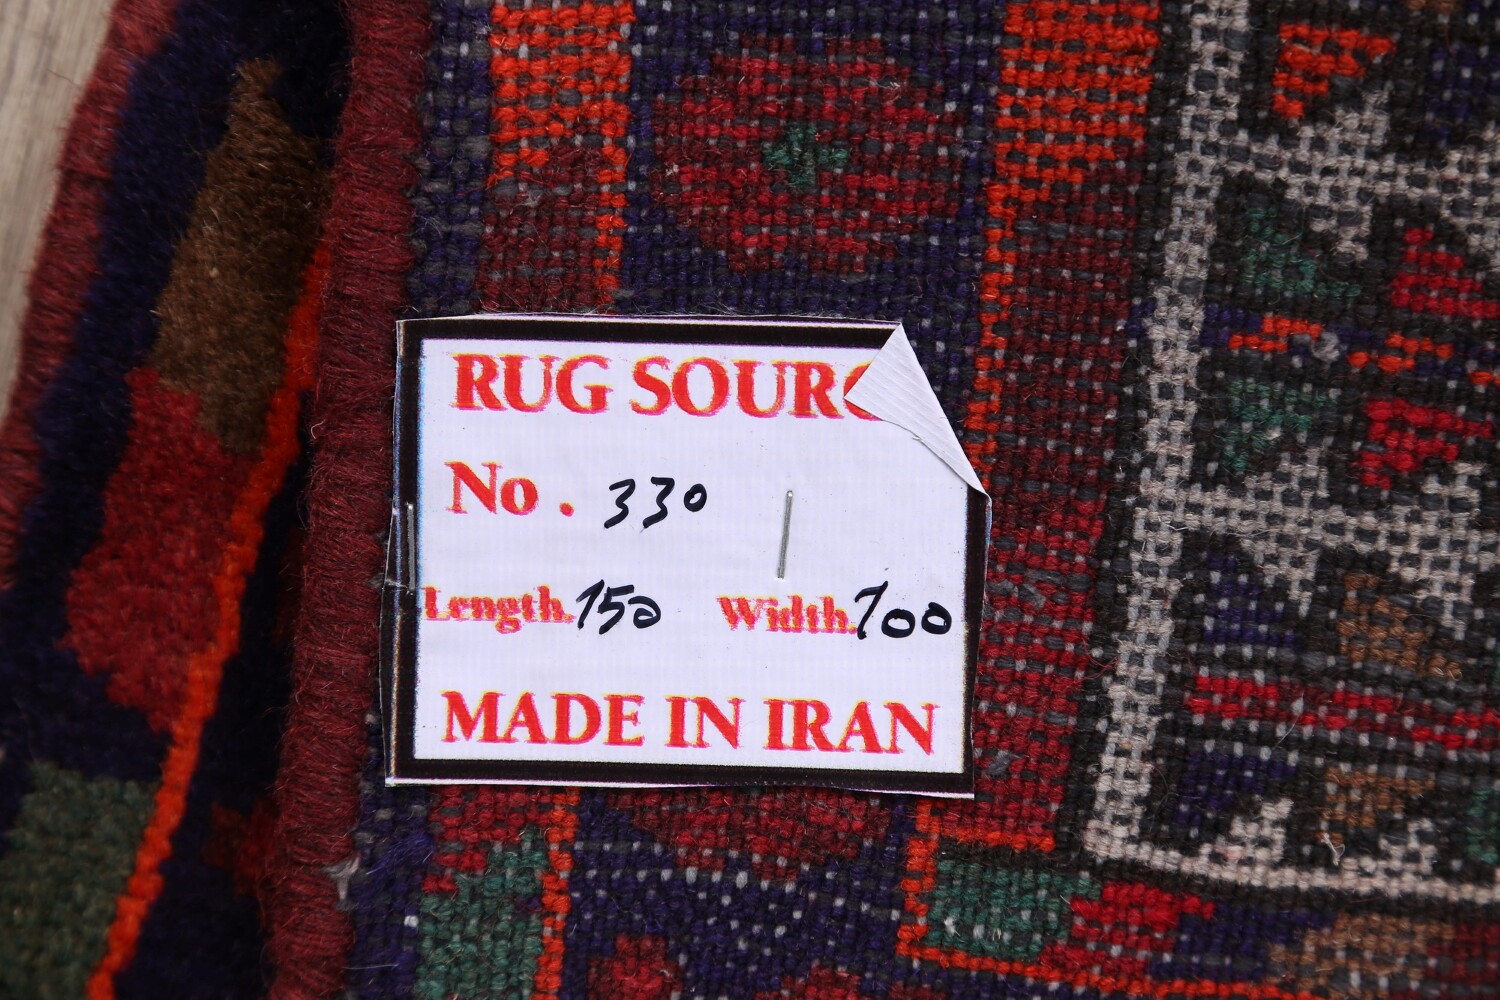 RUG SOURC
No. 330
Length. 150 Width. 100
MADE IN IRAN